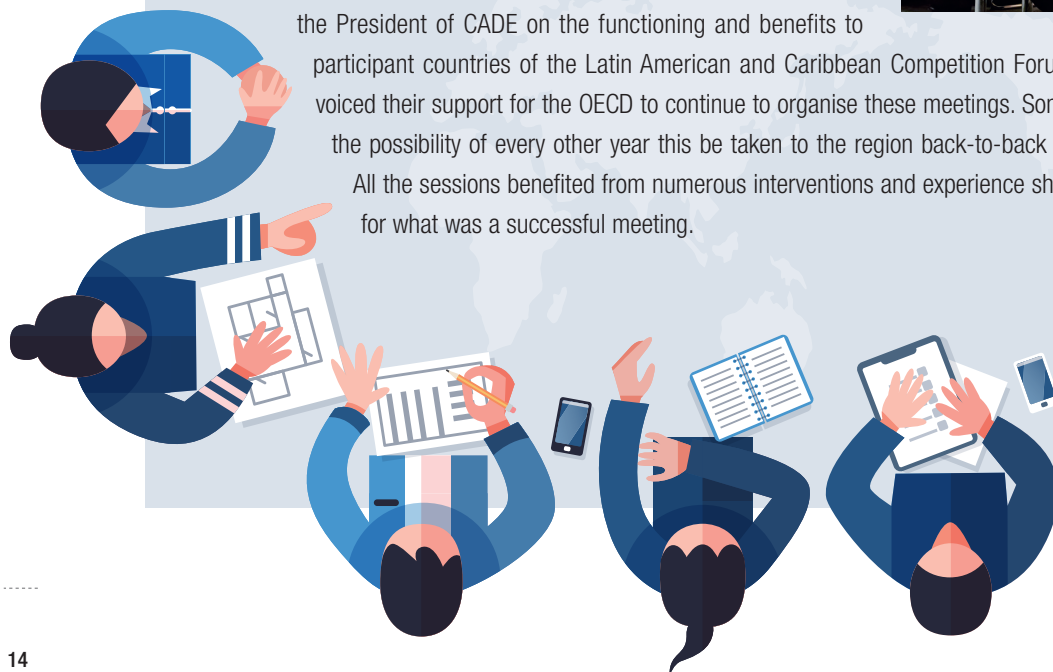 the President of CADE on the functioning and benefits to
participant countries of the Latin American and Caribbean Competition
voiced their support for the OECD to continue to organise these meetings.
the possibility of every other year this be taken to the region back-to-back
All the sessions benefited from numerous interventions and experience
for what was a successful meeting.
14